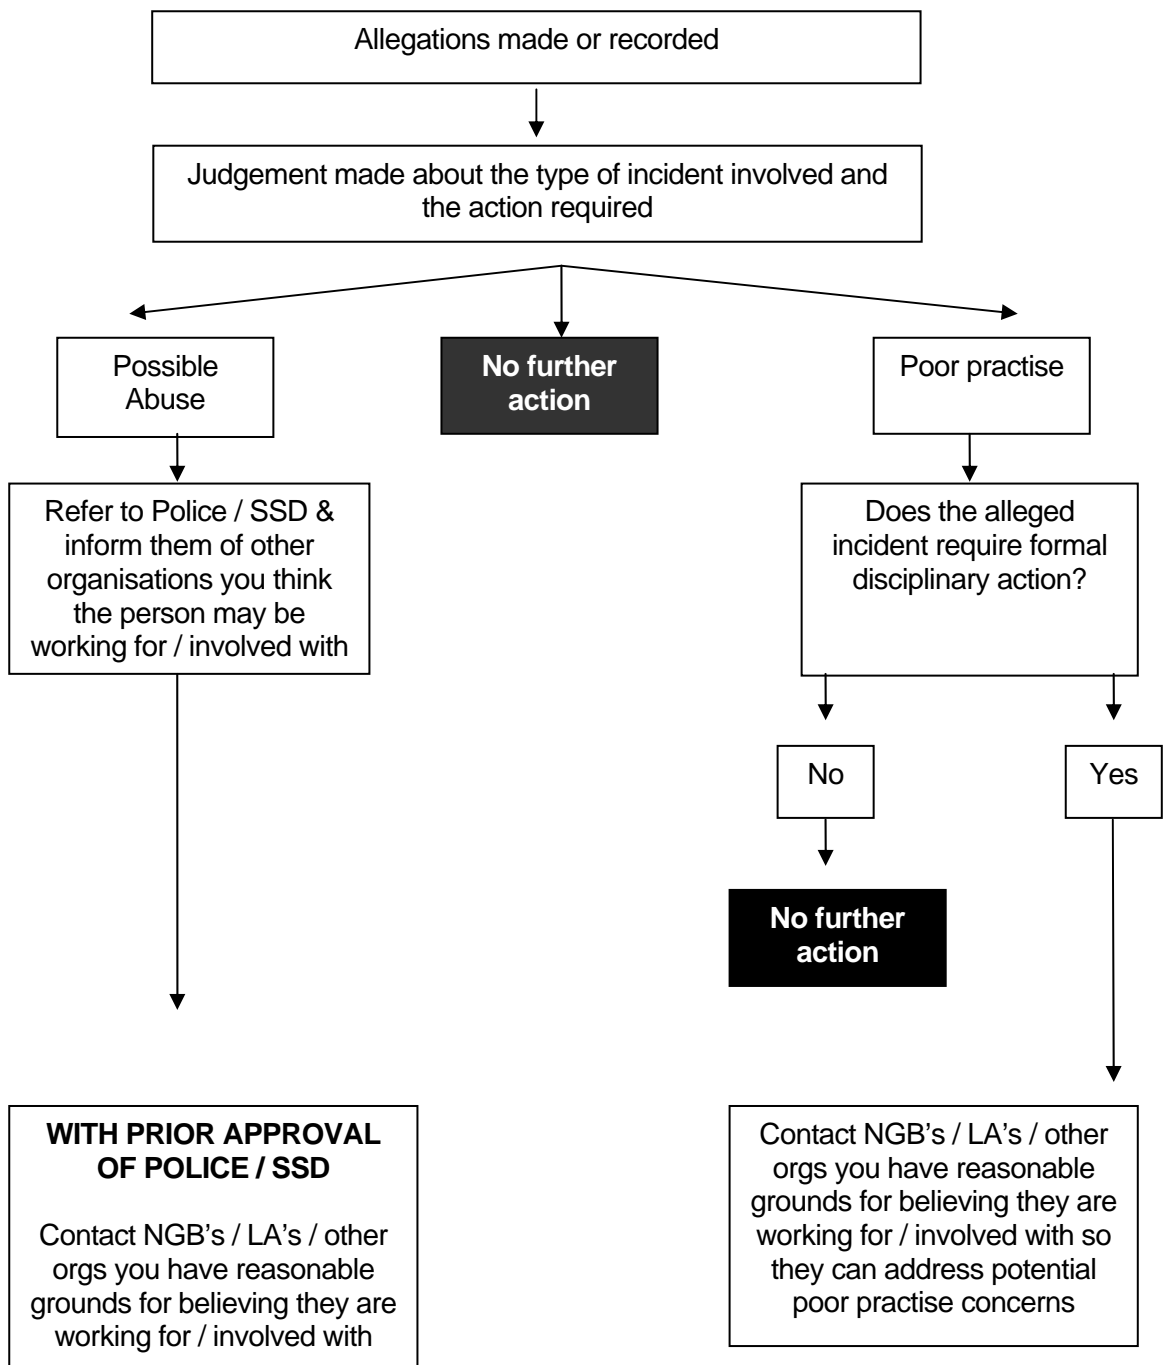 Allegations made or recorded
Judgement made about the type of incident involved and
the action required
Possible
Abuse
No further
action
Poor practise
Refer to Police / SSD &
inform them of other
organisations you think
the person may be
working for / involved with
Does the alleged
incident require formal
disciplinary action?
No
Yes
No further
action
WITH PRIOR APPROVAL
OF POLICE / SSD
Contact NGB's / LA's / other
orgs you have reasonable
grounds for believing they are
working for / involved with
Contact NGB's / LA's / other
orgs you have reasonable
grounds for believing they are
working for / involved with so
they can address potential
poor practise concerns